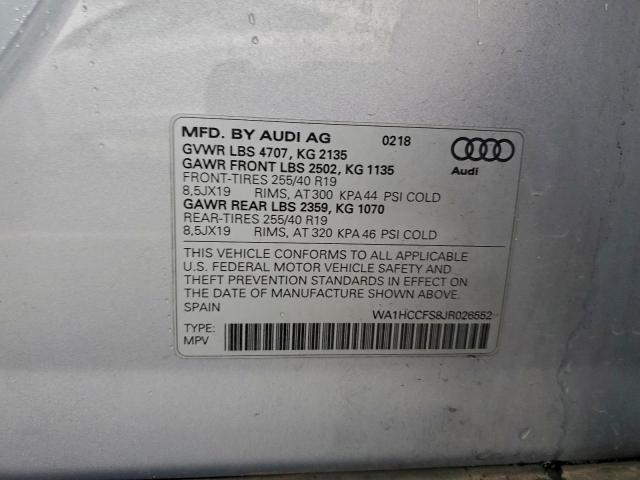 MFD. BY AUDI AG 0218
GVWR LBS 4707, KG 2135
GAWR FRONT LBS 2502, KG 1135
FRONT-TIRES 255/40 R19
8,5JX19 RIMS, AT 300 KPA 44 PSI COLD
GAWR REAR LBS 2359, KG 1070
REAR-TIRES 255/40 R19
8,5JX19 RIMS, AT 320 KPA 46 PSI COLD
Audi
THIS VEHICLE CONFORMS TO ALL APPLICABLE
U.S. FEDERAL MOTOR VEHICLE SAFETY AND
THEFT PREVENTION STANDARDS IN EFFECT ON
THE DATE OF MANUFACTURE SHOWN ABOVE.
SPAIN WA1HCCFS8JR026552
TYPE:
MPV